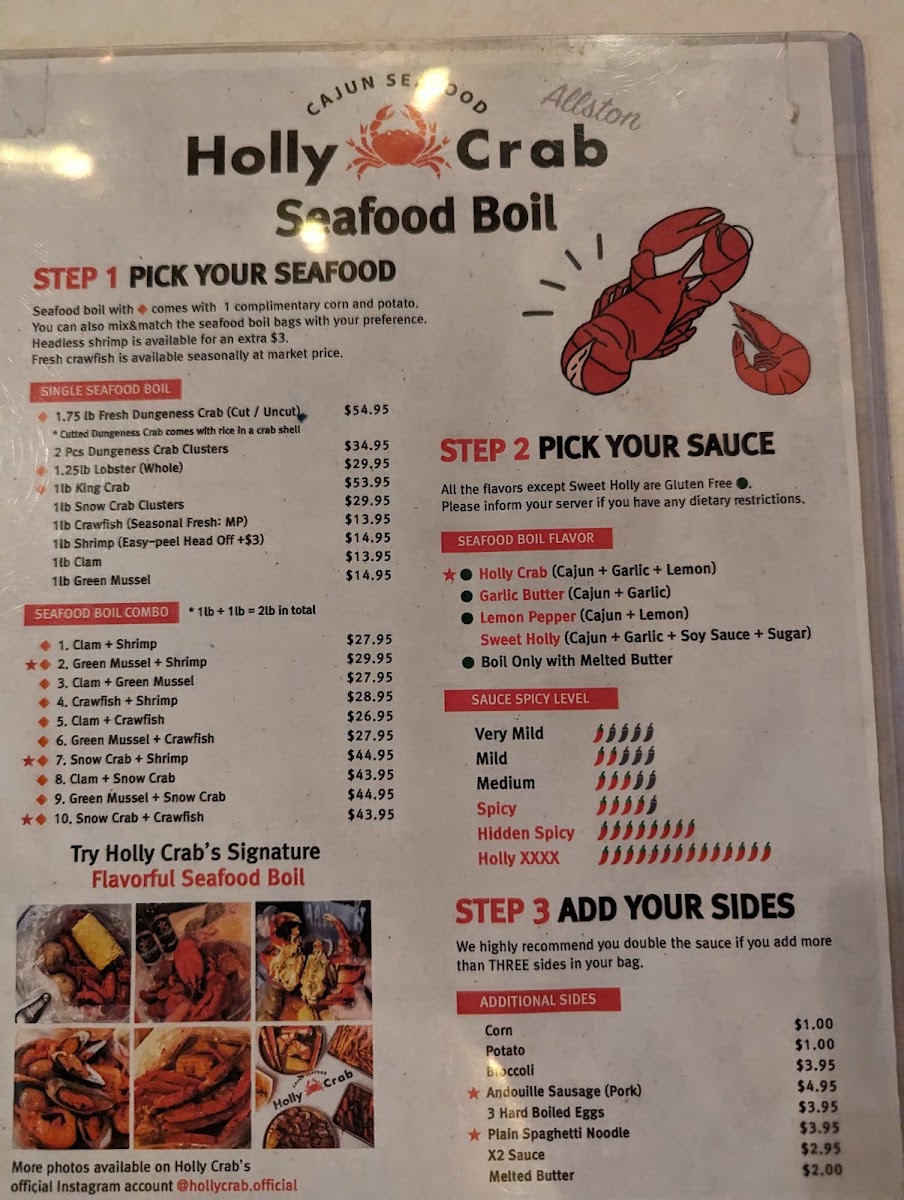 CAJUN SEAFOOD
Allston
Holly Crab
Seafood Boil
STEP 1 PICK YOUR SEAFOOD
Seafood boil with ◆ comes with 1 complimentary corn and potato.
You can also mix&match the seafood boil bags with your preference.
Headless shrimp is available for an extra $3.
Fresh crawfish is available seasonally at market price.
SINGLE SEAFOOD BOIL
◆ 1.75 lb Fresh Dungeness Crab (Cut / Uncut) $54.95
* Cutted Dungeness Crab comes with rice in a crab shell
2 Pcs Dungeness Crab Clusters $34.95
◆ 1.25lb Lobster (Whole) $29.95
◆ 1lb King Crab $53.95
1lb Snow Crab Clusters $29.95
1lb Crawfish (Seasonal Fresh: MP) $13.95
1lb Shrimp (Easy-peel Head Off +$3) $14.95
1lb Clam $13.95
1lb Green Mussel $14.95
SEAFOOD BOIL COMBO * 1lb + 1lb = 2lb in total
◆ 1. Clam + Shrimp $27.95
★◆ 2. Green Mussel + Shrimp $29.95
◆ 3. Clam + Green Mussel $27.95
◆ 4. Crawfish + Shrimp $28.95
◆ 5. Clam + Crawfish $26.95
◆ 6. Green Mussel + Crawfish $27.95
★◆ 7. Snow Crab + Shrimp $44.95
◆ 8. Clam + Snow Crab $43.95
◆ 9. Green Mussel + Snow Crab $44.95
★◆ 10. Snow Crab + Crawfish $43.95
Try Holly Crab's Signature
Flavorful Seafood Boil
Holly Crab
More photos available on Holly Crab's
official Instagram account @hollycrab.official
STEP 2 PICK YOUR SAUCE
All the flavors except Sweet Holly are Gluten Free ●.
Please inform your server if you have any dietary restrictions.
SEAFOOD BOIL FLAVOR
★ ● Holly Crab (Cajun + Garlic + Lemon)
● Garlic Butter (Cajun + Garlic)
● Lemon Pepper (Cajun + Lemon)
Sweet Holly (Cajun + Garlic + Soy Sauce + Sugar)
● Boil Only with Melted Butter
SAUCE SPICY LEVEL
Very Mild
Mild
Medium
Spicy
Hidden Spicy
Holly XXXX
STEP 3 ADD YOUR SIDES
We highly recommend you double the sauce if you add more
than THREE sides in your bag.
ADDITIONAL SIDES
Corn $1.00
Potato $1.00
Broccoli $3.95
★ Andouille Sausage (Pork) $4.95
3 Hard Boiled Eggs $3.95
★ Plain Spaghetti Noodle $3.95
X2 Sauce $2.95
Melted Butter $2.00